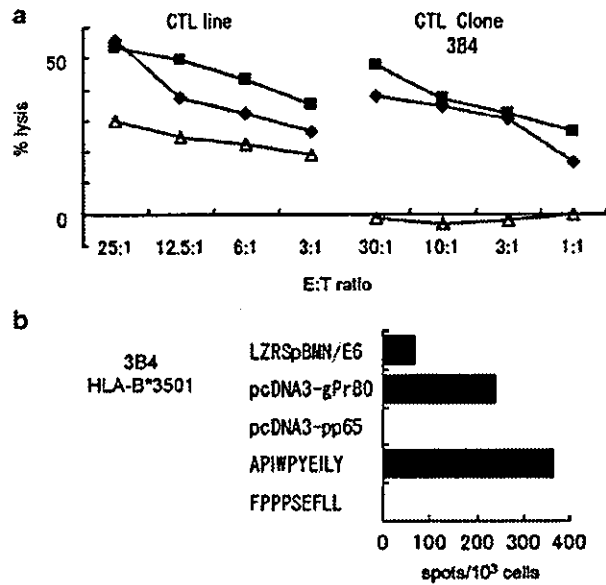 a
CTL line
CTL Clone
3B4
50
% lysis
0
25:1 12.5:1 6:1 3:1 30:1 10:1 3:1 1:1
E:T ratio
b
3B4
HLA-B*3501
LZRSpBMN/E6
pcDNA3-gPr80
pcDNA3-pp65
APIWPYEILY
FPPPSEFLL
0 100 200 300 400
spots/10³ cells